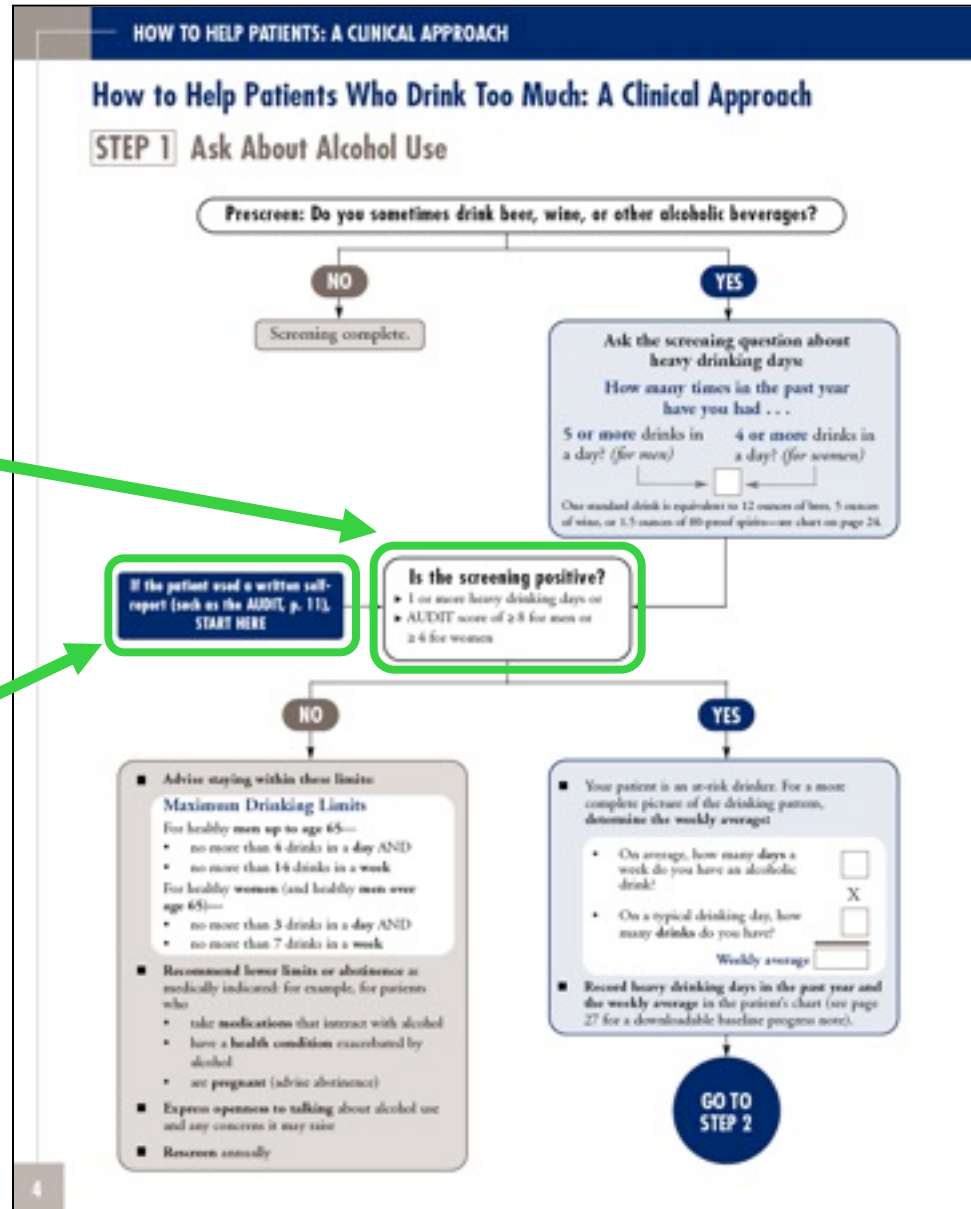 HOW TO HELP PATIENTS: A CLINICAL APPROACH
How to Help Patients Who Drink Too Much: A Clinical Approach
STEP 1 Ask About Alcohol Use
Prescreen: Do you sometimes drink beer, wine, or other alcoholic beverages?
NO
YES
Screening complete.
Ask the screening question about
heavy drinking days:
How many times in the past year
have you had . . .
5 or more drinks in
a day? (for men)
4 or more drinks in
a day? (for women)
One standard drink is equivalent to 12 ounces of beer, 5 ounces
of wine, or 1.5 ounces of 80-proof spirits—see chart on page 24.
If the patient used a written self-
report (such as the AUDIT, p. 11),
START HERE
Is the screening positive?
▶ 1 or more heavy drinking days or
▶ AUDIT score of ≥ 8 for men or
≥ 4 for women
NO
YES
■ Advise staying within these limits:
Maximum Drinking Limits
For healthy men up to age 65—
• no more than 4 drinks in a day AND
• no more than 14 drinks in a week
For healthy women (and healthy men over
age 65)—
• no more than 3 drinks in a day AND
• no more than 7 drinks in a week
■ Recommend lower limits or abstinence as
medically indicated: for example, for patients
who
• take medications that interact with alcohol
• have a health condition exacerbated by
alcohol
• are pregnant (advise abstinence)
■ Express openness to talking about alcohol use
and any concerns it may raise
■ Rescreen annually
■ Your patient is an at-risk drinker. For a more
complete picture of the drinking pattern,
determine the weekly average:
• On average, how many days a
week do you have an alcoholic
drink?
X
• On a typical drinking day, how
many drinks do you have?
Weekly average
■ Record heavy drinking days in the past year and
the weekly average in the patient's chart (see page
27 for a downloadable baseline progress note).
GO TO
STEP 2
4